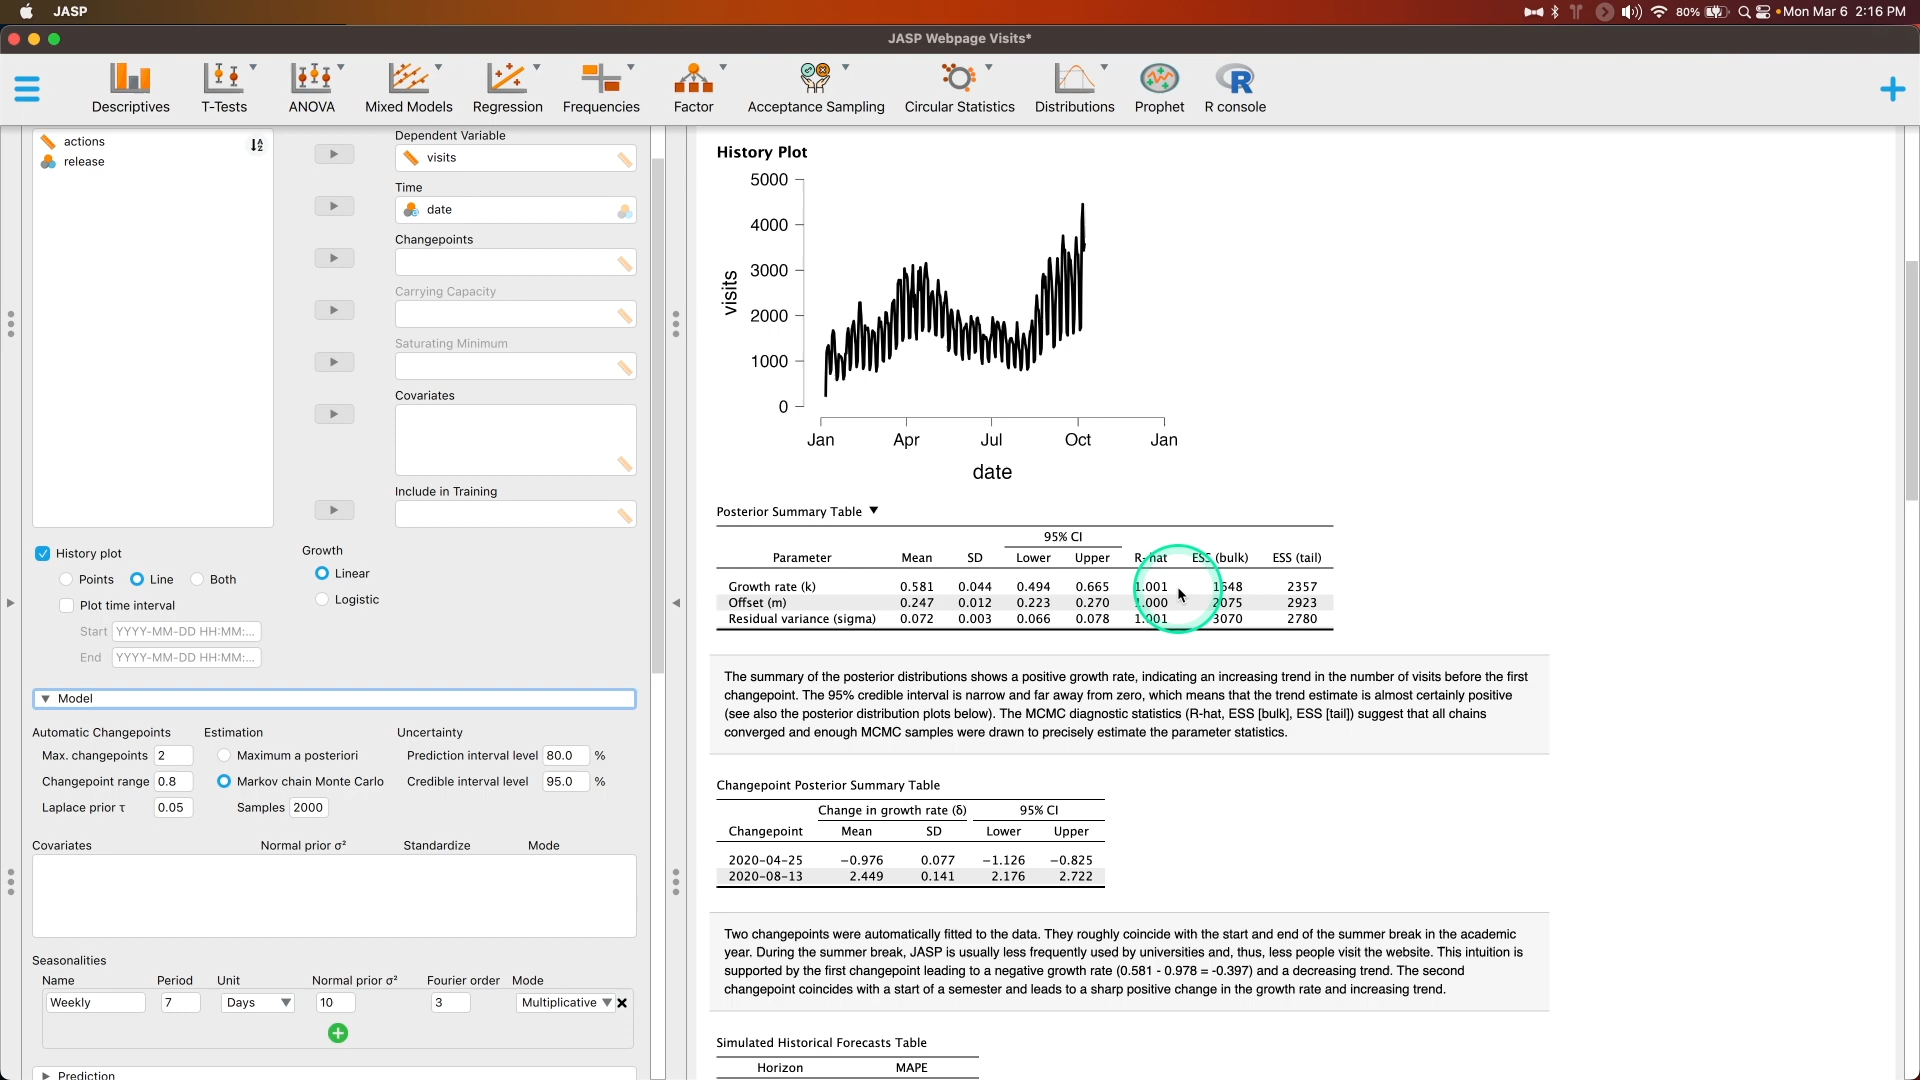 JASP
80%
Mon Mar 6 2:16 PM
JASP Webpage Visits*
Descriptives
T-Tests
ANOVA
Mixed Models
Regression
Frequencies
Factor
Acceptance Sampling
Circular Statistics
Distributions
Prophet
R console
actions
release
Dependent Variable
visits
Time
date
Changepoints
Carrying Capacity
Saturating Minimum
Covariates
Include in Training
History plot
Points Line Both
Plot time interval
Start YYYY-MM-DD HH:MM:...
End YYYY-MM-DD HH:MM:...
Growth
Linear
Logistic
Model
Automatic Changepoints Estimation Uncertainty
Max. changepoints 2 Maximum a posteriori Prediction interval level 80.0 %
Changepoint range 0.8 Markov chain Monte Carlo Credible interval level 95.0 %
Laplace prior τ 0.05 Samples 2000
Covariates Normal prior σ² Standardize Mode
Seasonalities
Name Period Unit Normal prior σ² Fourier order Mode
Weekly 7 Days 10 3 Multiplicative
Prediction
History Plot
5000
4000
3000
2000
1000
0
visits
Jan Apr Jul Oct Jan
date
Posterior Summary Table
95% CI
Parameter Mean SD Lower Upper R-hat ESS (bulk) ESS (tail)
Growth rate (k) 0.581 0.044 0.494 0.665 1.001 1648 2357
Offset (m) 0.247 0.012 0.223 0.270 1.000 2075 2923
Residual variance (sigma) 0.072 0.003 0.066 0.078 1.001 3070 2780
The summary of the posterior distributions shows a positive growth rate, indicating an increasing trend in the number of visits before the first
changepoint. The 95% credible interval is narrow and far away from zero, which means that the trend estimate is almost certainly positive
(see also the posterior distribution plots below). The MCMC diagnostic statistics (R-hat, ESS [bulk], ESS [tail]) suggest that all chains
converged and enough MCMC samples were drawn to precisely estimate the parameter statistics.
Changepoint Posterior Summary Table
Change in growth rate (δ) 95% CI
Changepoint Mean SD Lower Upper
2020-04-25 −0.976 0.077 −1.126 −0.825
2020-08-13 2.449 0.141 2.176 2.722
Two changepoints were automatically fitted to the data. They roughly coincide with the start and end of the summer break in the academic
year. During the summer break, JASP is usually less frequently used by universities and, thus, less people visit the website. This intuition is
supported by the first changepoint leading to a negative growth rate (0.581 - 0.978 = -0.397) and a decreasing trend. The second
changepoint coincides with a start of a semester and leads to a sharp positive change in the growth rate and increasing trend.
Simulated Historical Forecasts Table
Horizon MAPE